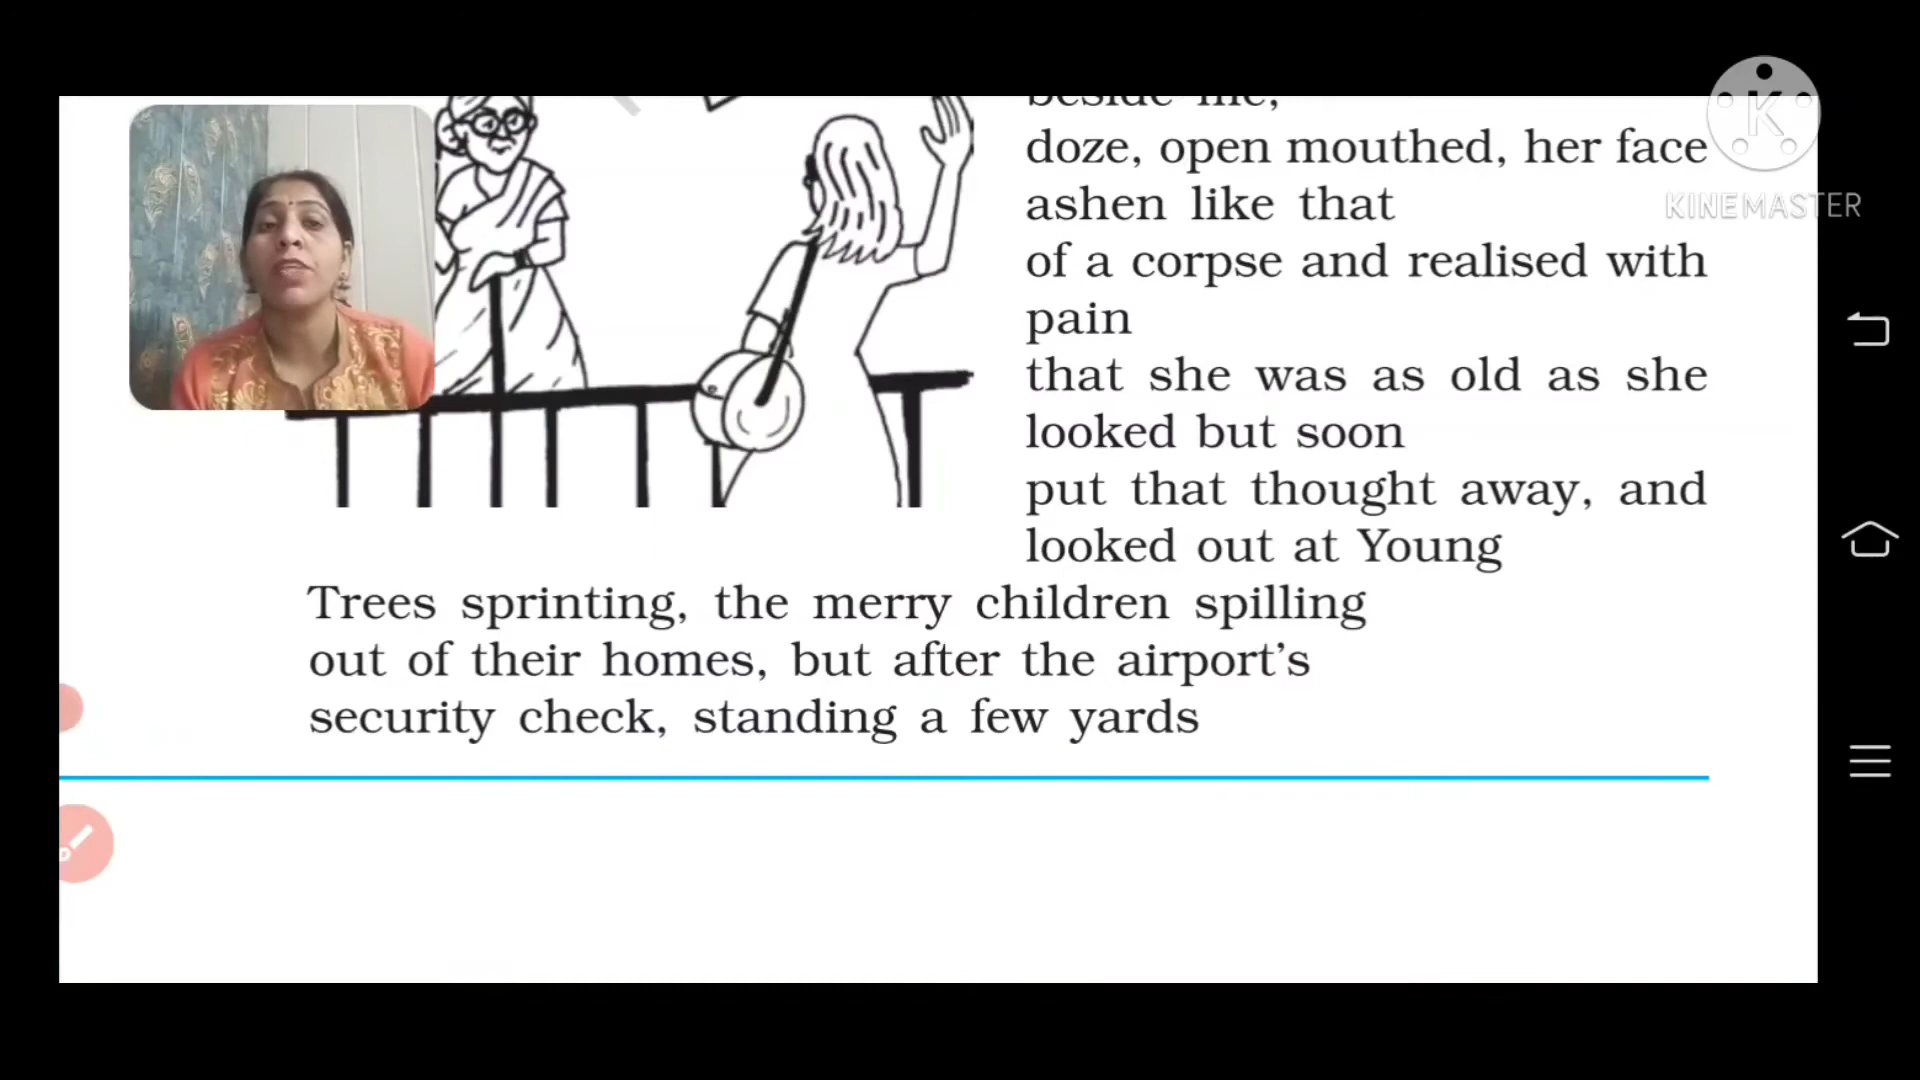 beside me,
doze, open mouthed, her face
ashen like that
of a corpse and realised with
pain
that she was as old as she
looked but soon
put that thought away, and
looked out at Young
Trees sprinting, the merry children spilling
out of their homes, but after the airport’s
security check, standing a few yards
K
KINEMASTER